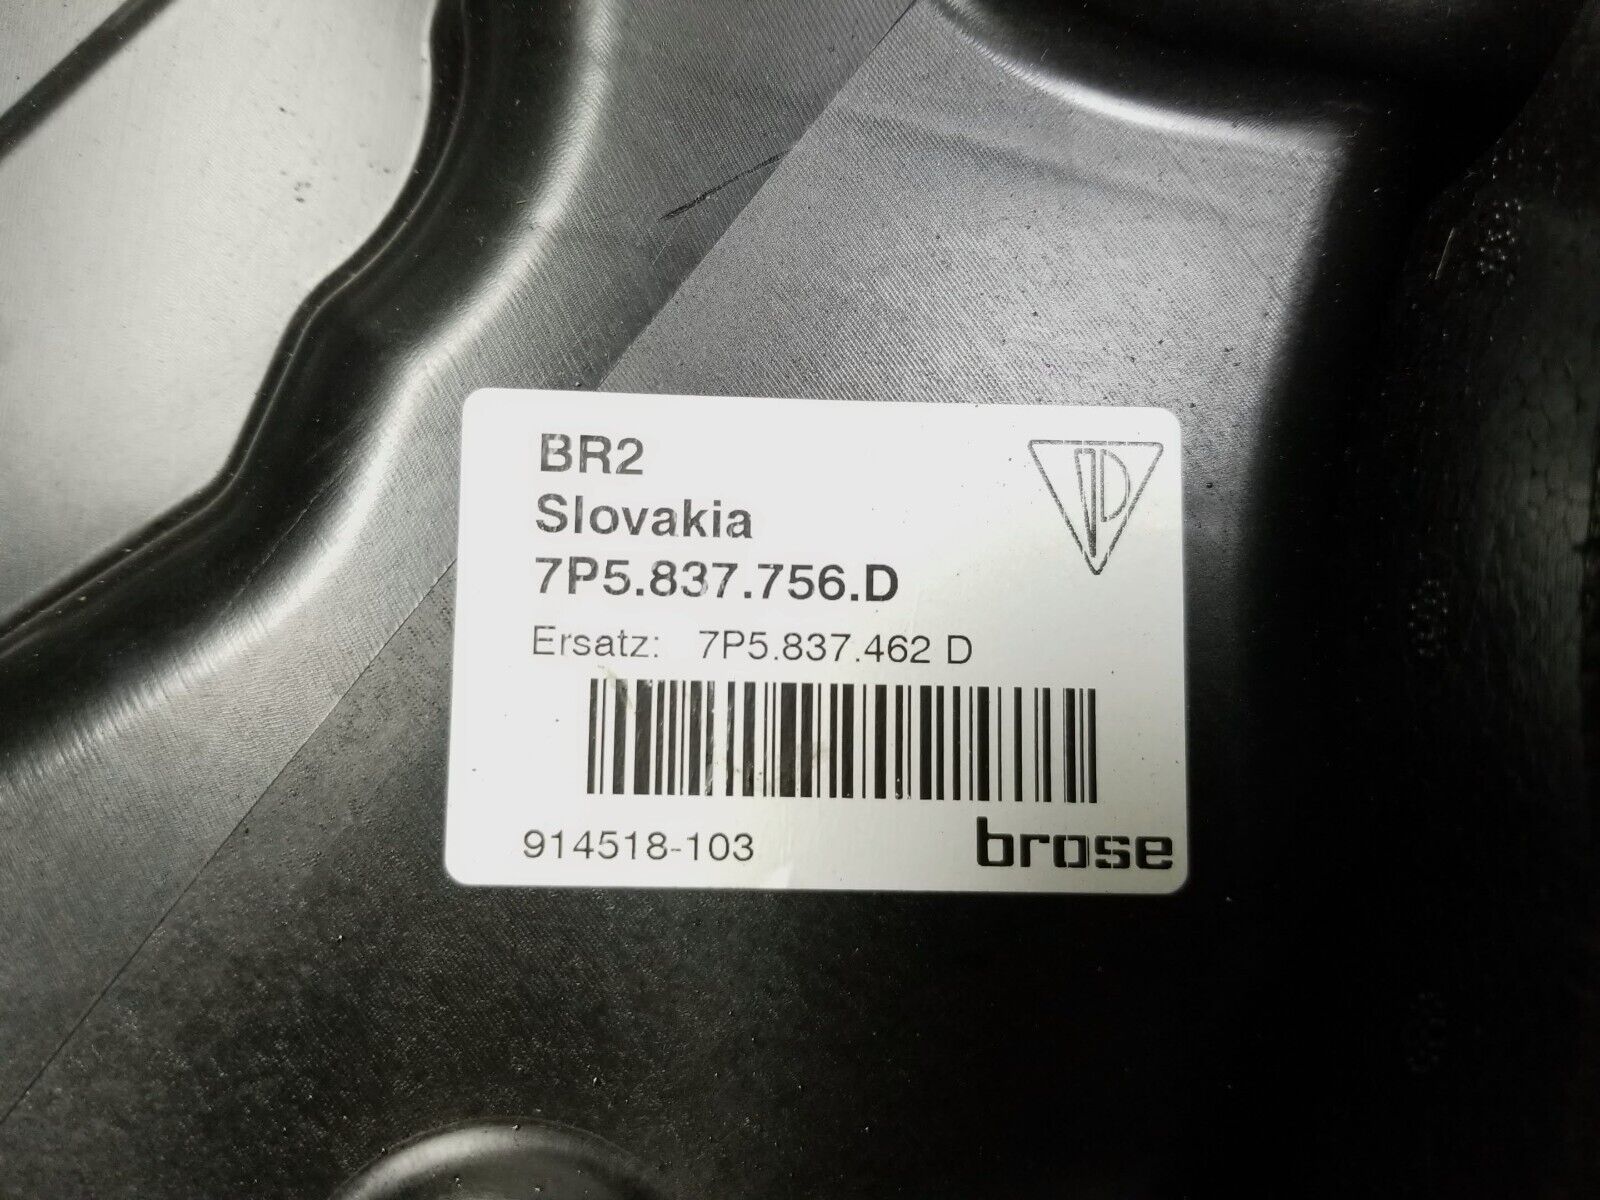 BR2
Slovakia
7P5.837.756.D
Ersatz: 7P5.837.462 D
914518-103
brose